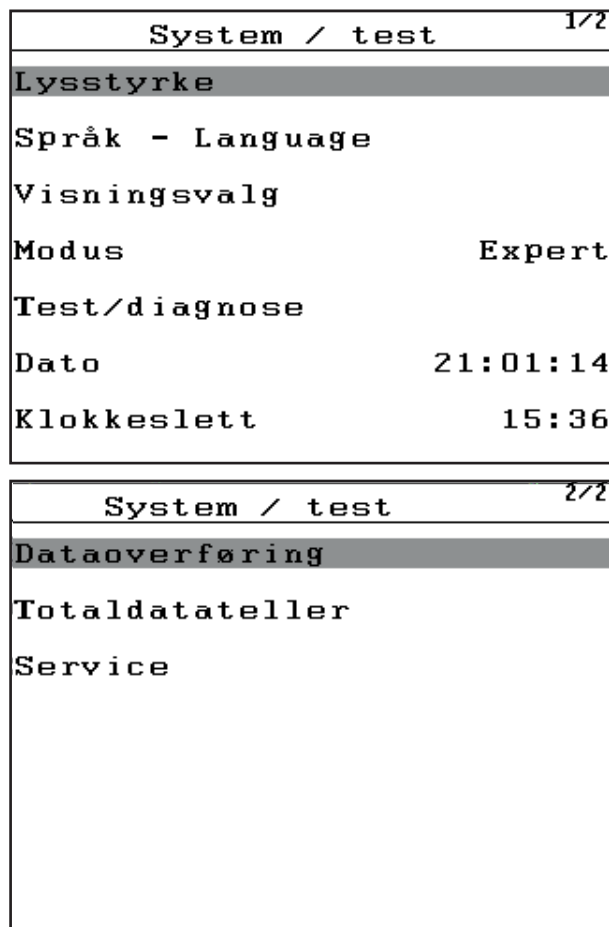 System / test 1/2
Lysstyrke
Språk - Language
Visningsvalg
Modus Expert
Test/diagnose
Dato 21:01:14
Klokkeslett 15:36
System / test 2/2
Dataoverføring
Totaldatateller
Service